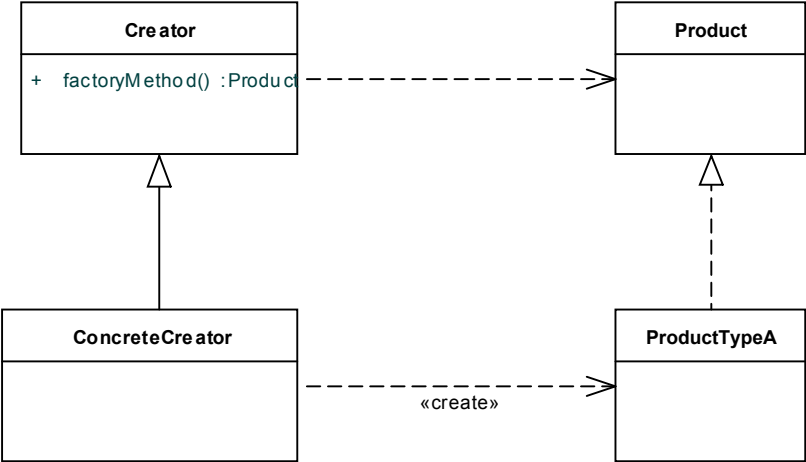 Creator
Product
+ factoryMethod() :Product
ConcreteCreator
ProductTypeA
«create»